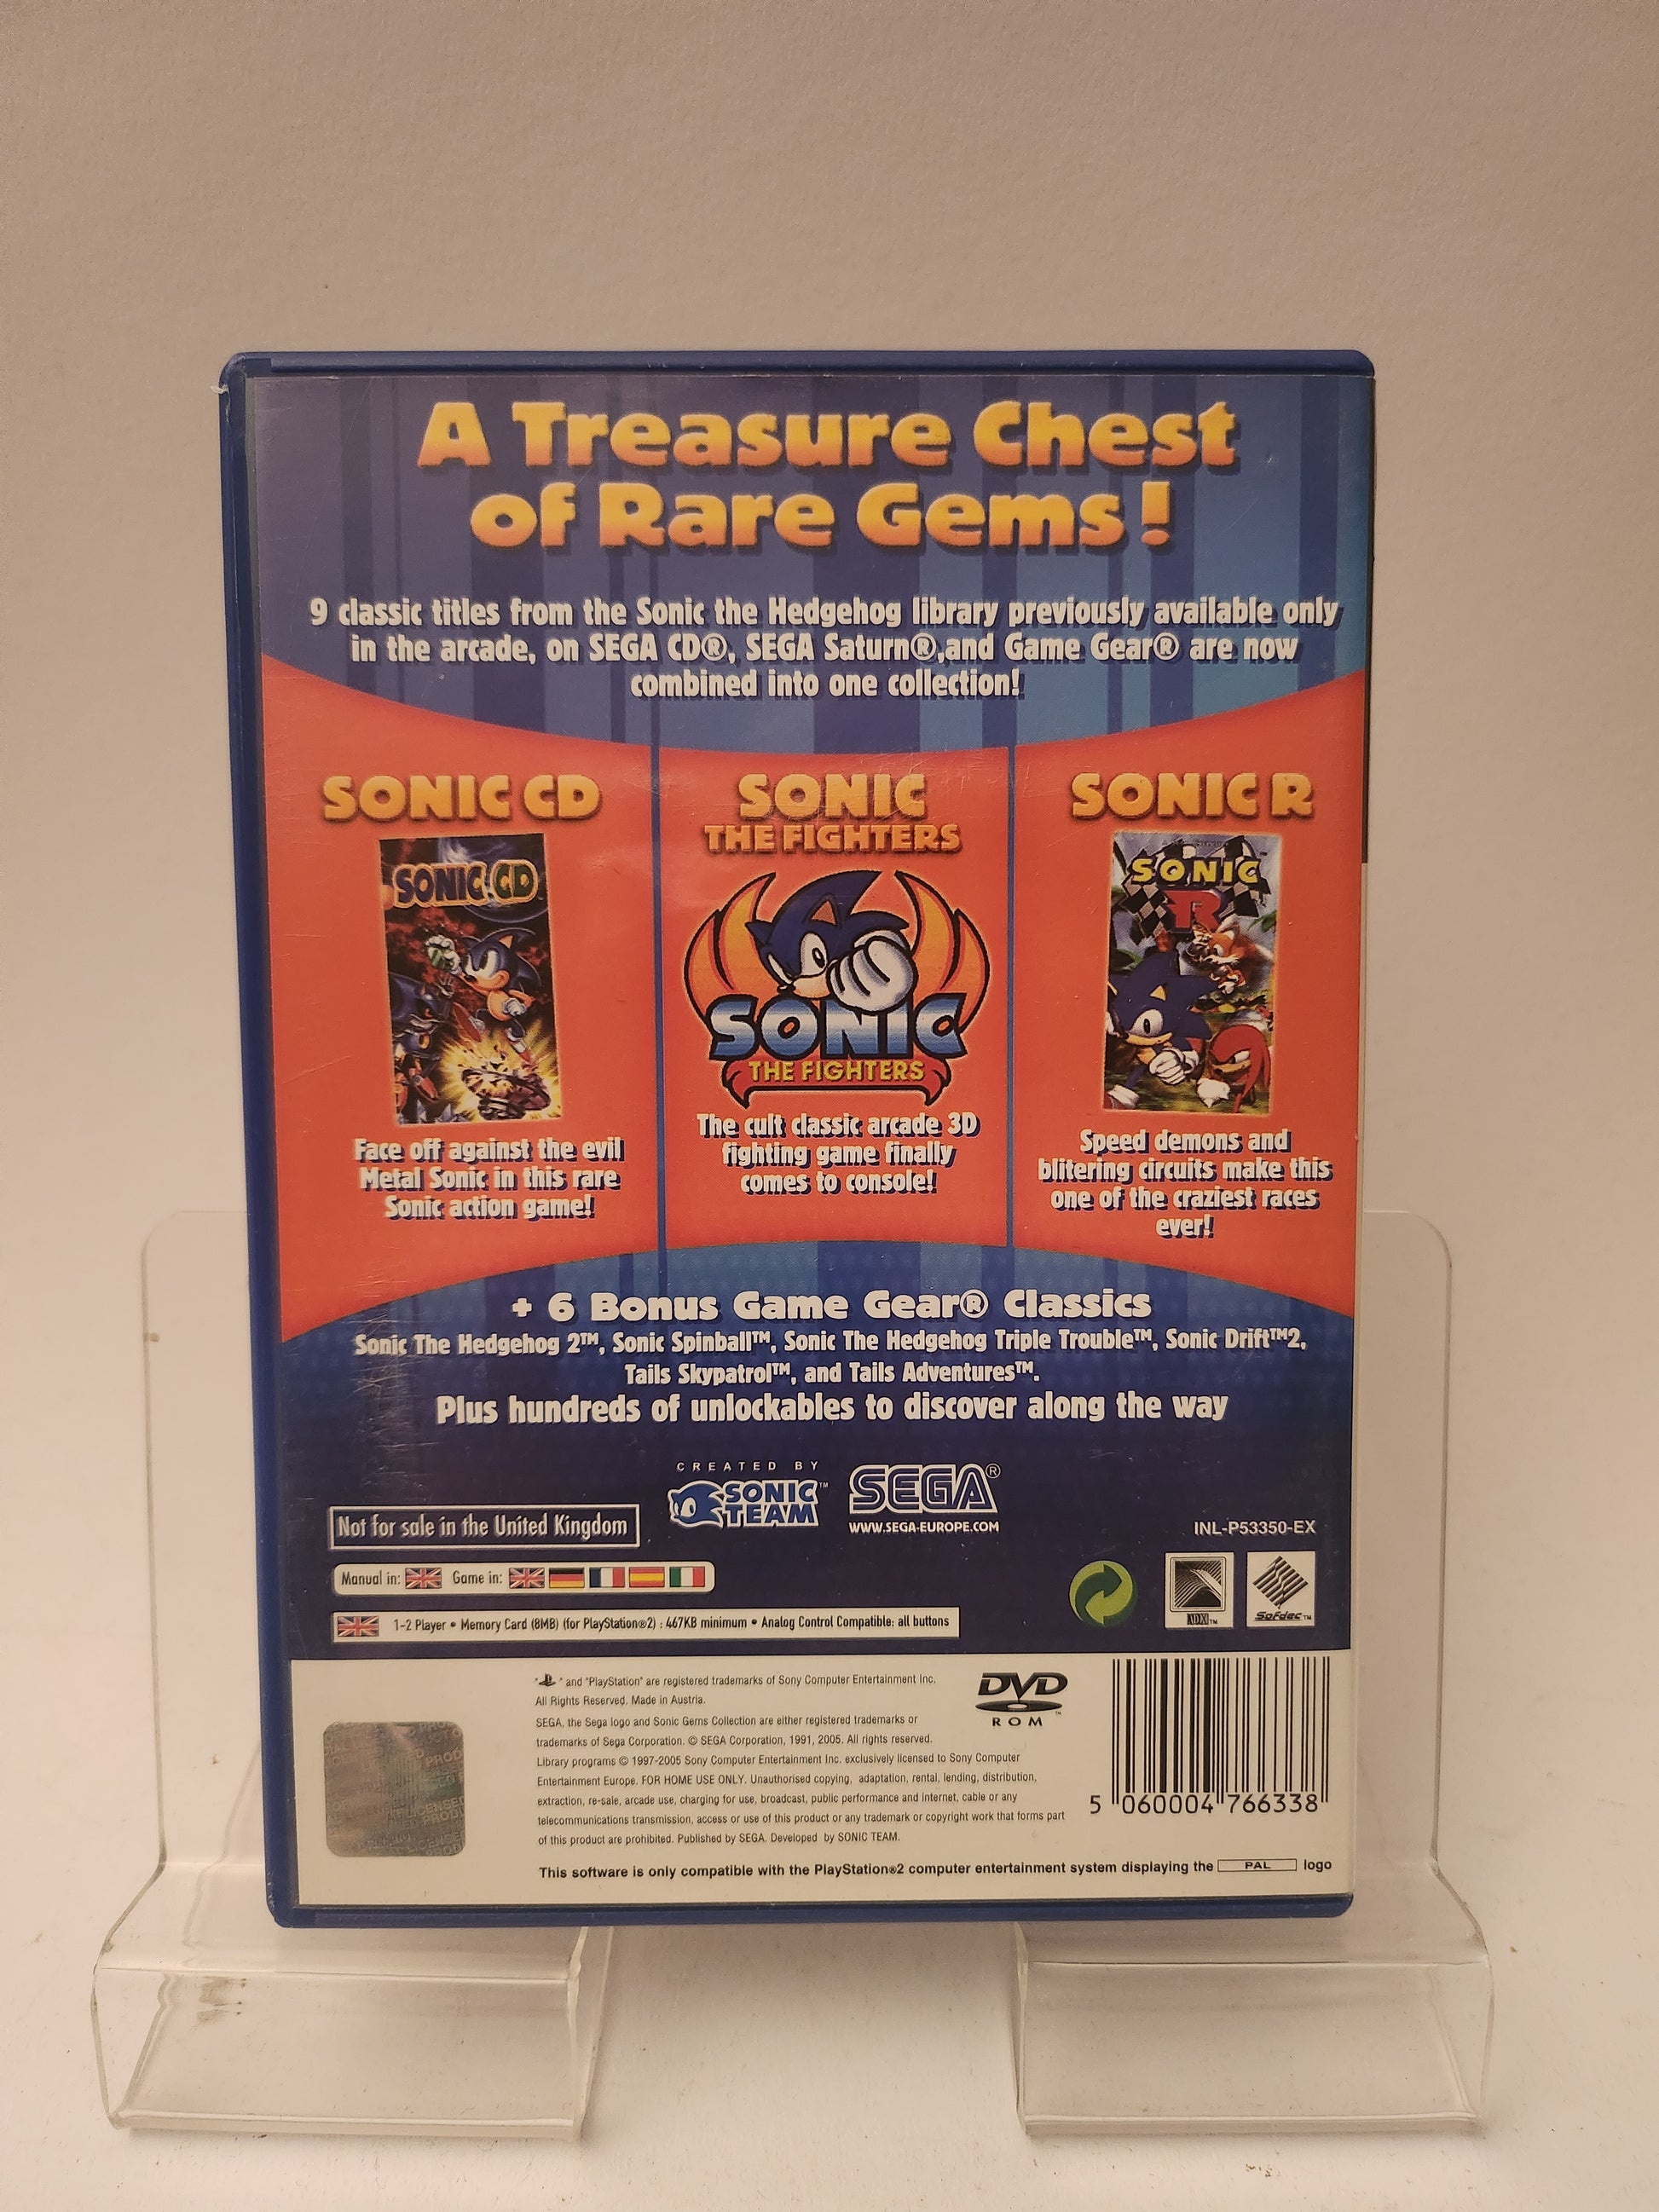 A Treasure Chest
of Rare Gems!
9 classic titles from the Sonic the Hedgehog library previously available only
in the arcade, on SEGA CD®, SEGA Saturn®,and Game Gear® are now
combined into one collection!
SONIC CD
SONIC CD
Face off against the evil
Metal Sonic in this rare
Sonic action game!
SONIC
THE FIGHTERS
SONIC
THE FIGHTERS
The cult classic arcade 3D
fighting game finally
comes to console!
SONIC R
SONIC
R
Speed demons and
blitering circuits make this
one of the craziest races
ever!
+ 6 Bonus Game Gear® Classics
Sonic The Hedgehog 2™, Sonic Spinball™, Sonic The Hedgehog Triple Trouble™, Sonic Drift™2,
Tails Skypatrol™, and Tails Adventures™.
Plus hundreds of unlockables to discover along the way
CREATED BY
SONIC
TEAM™
SEGA®
WWW.SEGA-EUROPE.COM
Not for sale in the United Kingdom
INL-P53350-EX
Manual in: Game in:
ADX™
Sofdec™
1-2 Player • Memory Card (8MB) (for PlayStation®2) : 467KB minimum • Analog Control Compatible: all buttons
" " and "PlayStation" are registered trademarks of Sony Computer Entertainment Inc.
All Rights Reserved. Made in Austria.
SEGA, the Sega logo and Sonic Gems Collection are either registered trademarks or
trademarks of Sega Corporation. © SEGA Corporation, 1991, 2005. All rights reserved.
Library programs © 1997-2005 Sony Computer Entertainment Inc. exclusively licensed to Sony Computer
Entertainment Europe. FOR HOME USE ONLY. Unauthorised copying, adaptation, rental, lending, distribution,
extraction, re-sale, arcade use, charging for use, broadcast, public performance and internet, cable or any
telecommunications transmission, access or use of this product or any trademark or copyright work that forms part
of this product are prohibited. Published by SEGA. Developed by SONIC TEAM.
This software is only compatible with the PlayStation®2 computer entertainment system displaying the PAL logo
DVD™
ROM
5 060004 766338